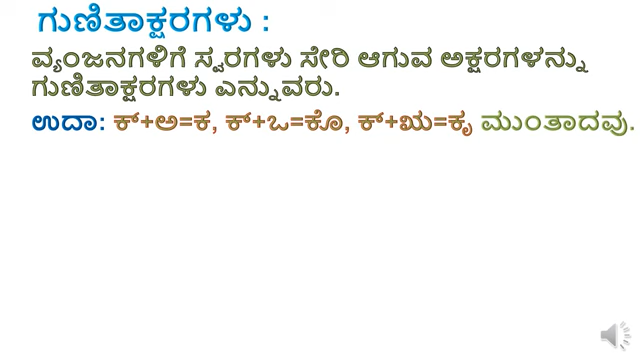 ಗುಣಿತಾಕ್ಷರಗಳು :
ವ್ಯಂಜನಗಳಿಗೆ ಸ್ವರಗಳು ಸೇರಿ ಆಗುವ ಅಕ್ಷರಗಳನ್ನು
ಗುಣಿತಾಕ್ಷರಗಳು ಎನ್ನುವರು.
ಉದಾ: ಕ್+ಅ=ಕ, ಕ್+ಒ=ಕೊ, ಕ್+ಋ=ಕೃ ಮುಂತಾದವು.